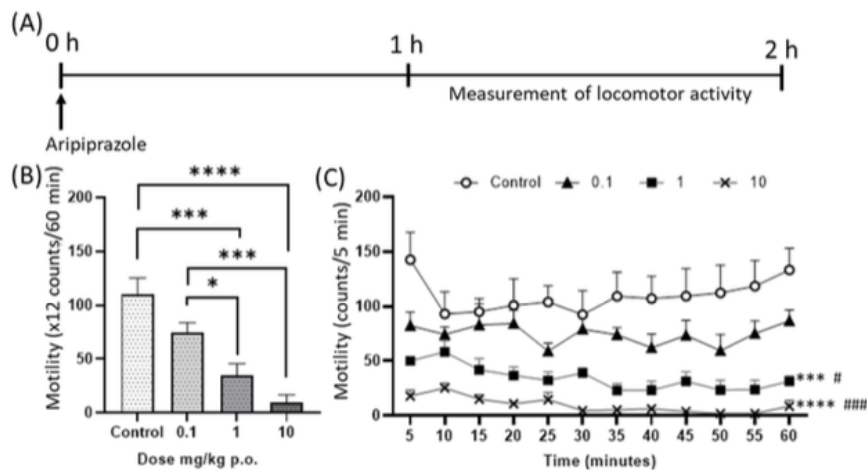 (A)
0 h 1 h 2 h
Measurement of locomotor activity
Aripiprazole
(B)
****
***
***
*
Motility (x12 counts/60 min)
200
150
100
50
0
Control 0.1 1 10
Dose mg/kg p.o.
(C)
Control 0.1 1 10
Motility (counts/5 min)
200
150
100
50
0
*** #
**** ###
5 10 15 20 25 30 35 40 45 50 55 60
Time (minutes)